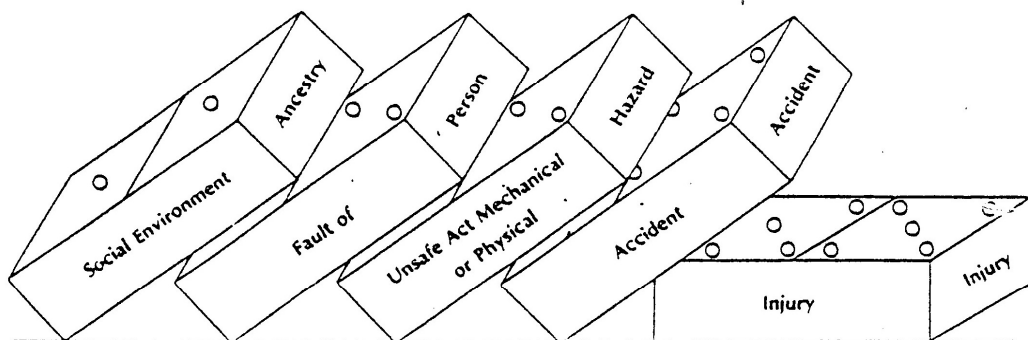 Social Environment
Ancestry
Fault of
Person
Unsafe Act Mechanical
or Physical
Hazard
Accident
Accident
Injury
Injury